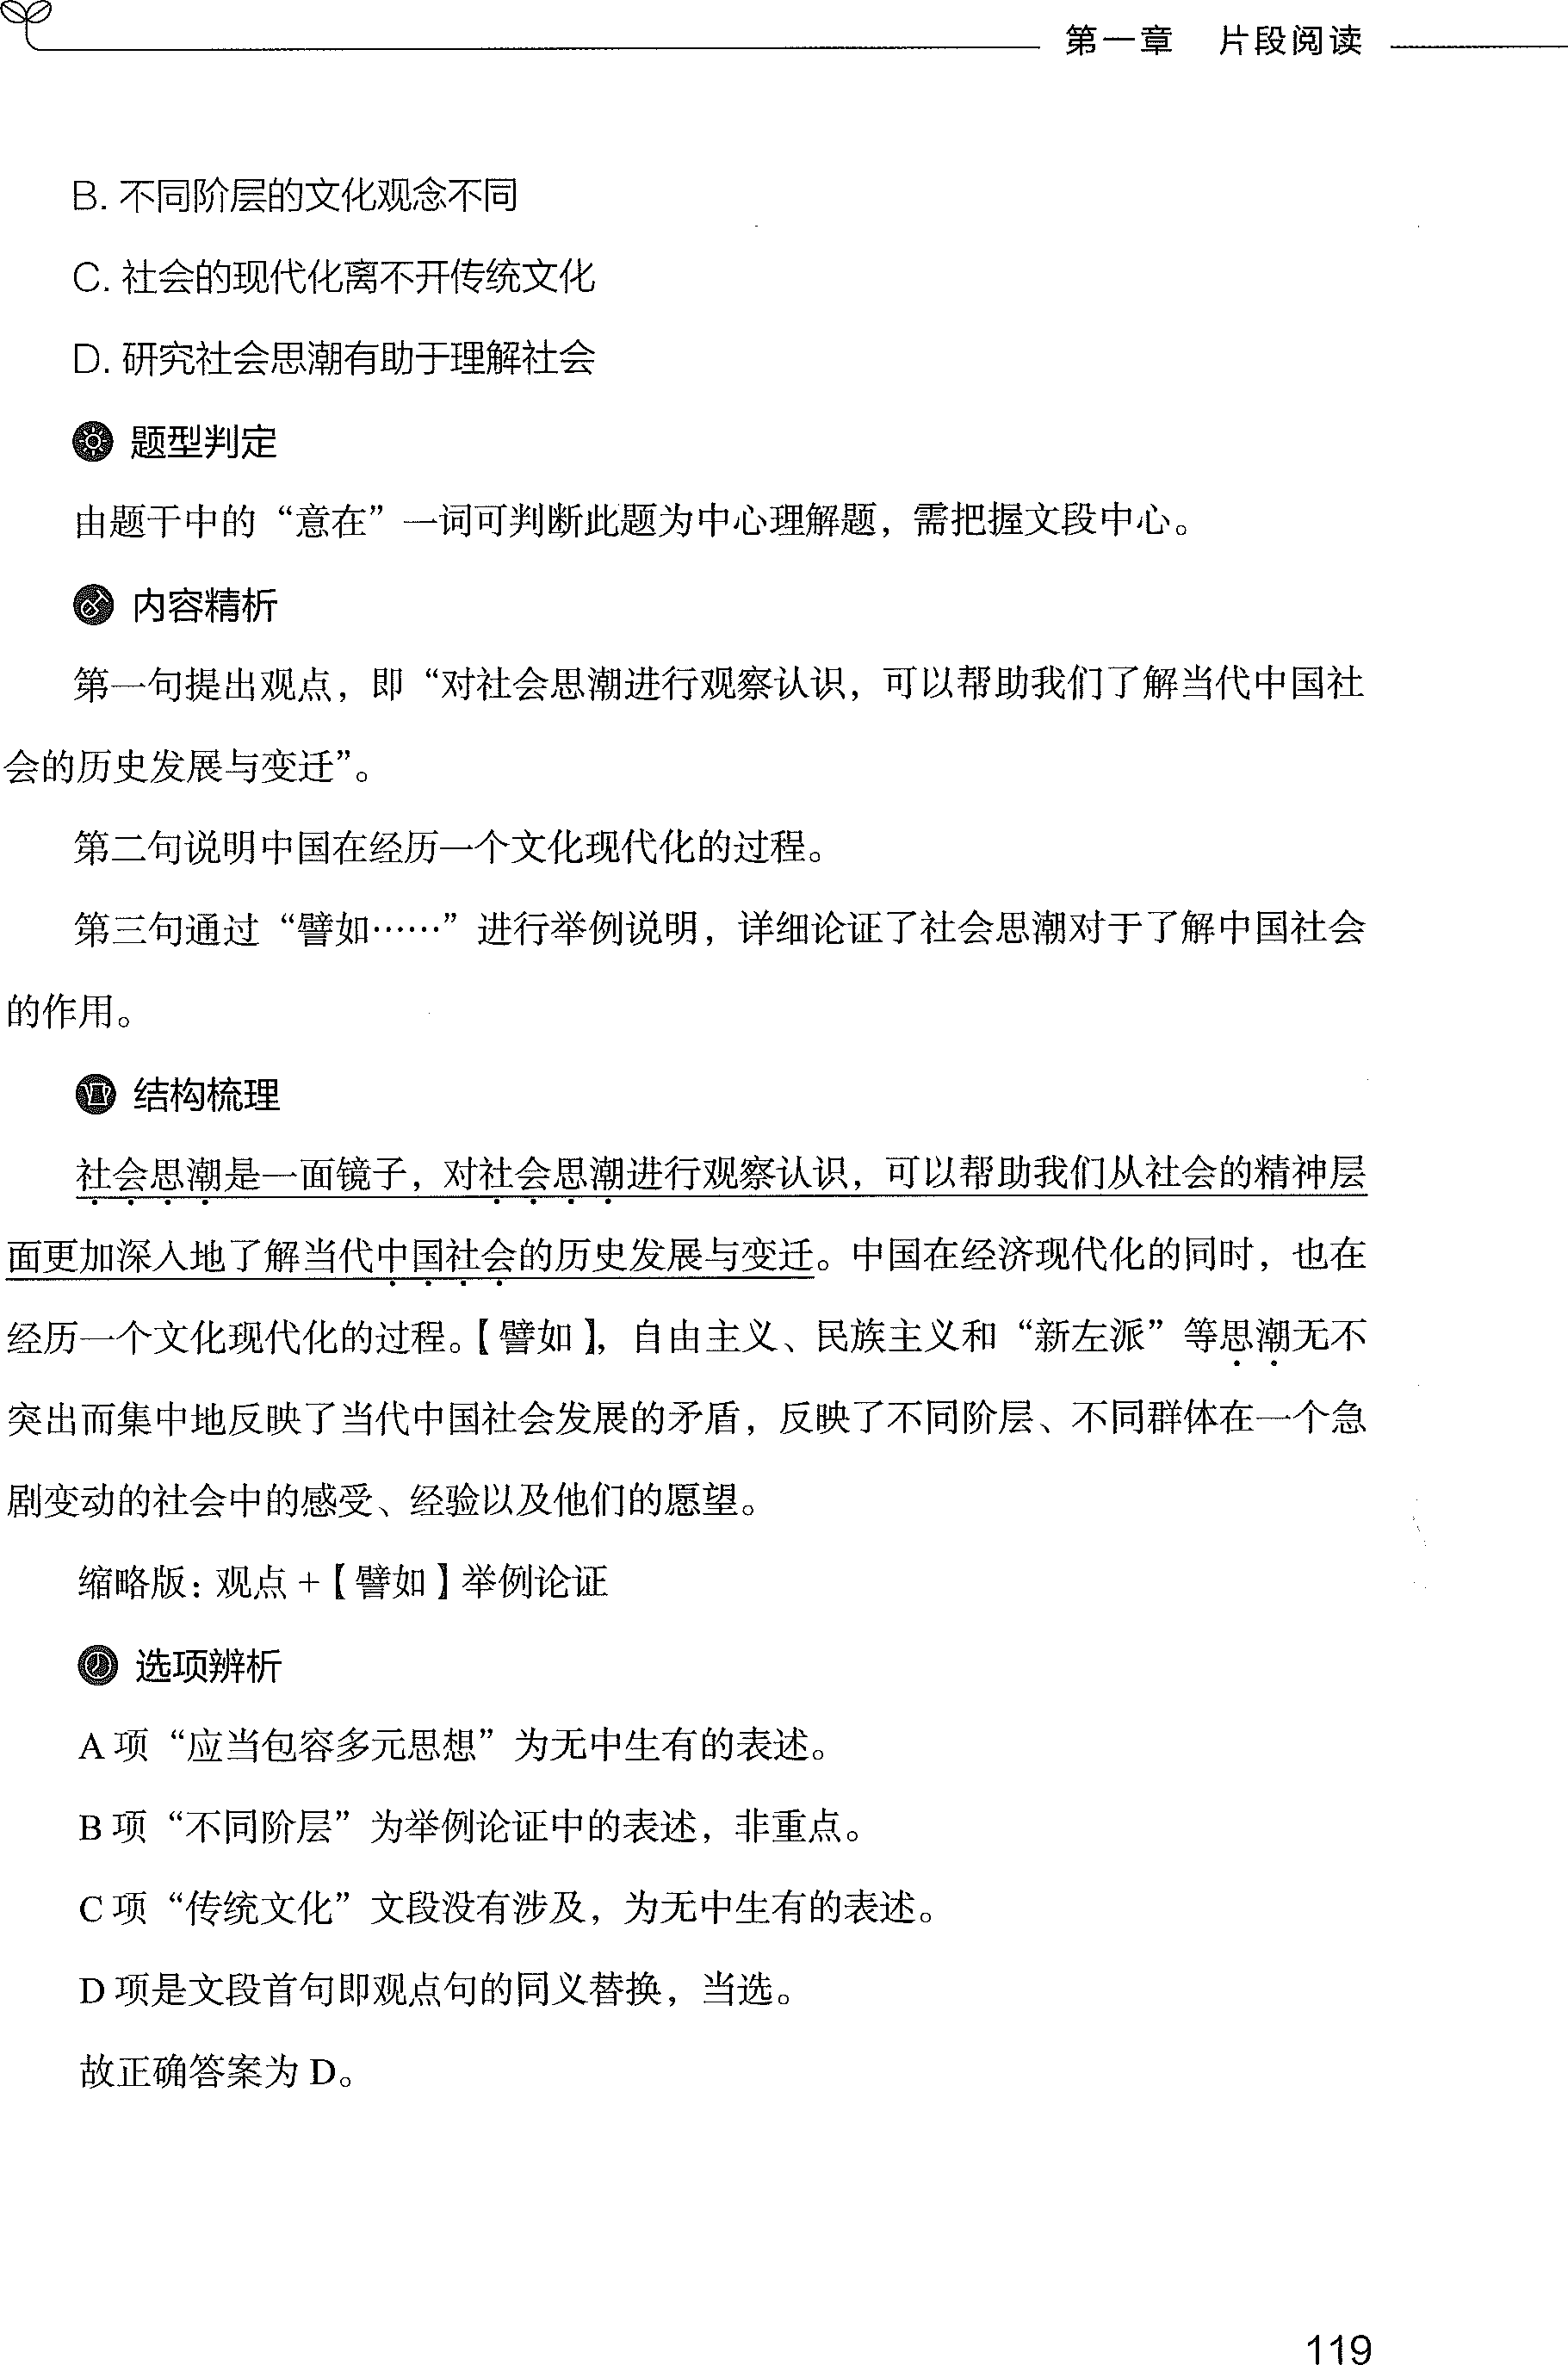 第一章 片段阅读
B. 不同阶层的文化观念不同
C. 社会的现代化离不开传统文化
D. 研究社会思潮有助于理解社会
题型判定
由题干中的“意在”一词可判断此题为中心理解题，需把握文段中心。
内容精析
第一句提出观点，即“对社会思潮进行观察认识，可以帮助我们了解当代中国社
会的历史发展与变迁”。
第二句说明中国在经历一个文化现代化的过程。
第三句通过“譬如……”进行举例说明，详细论证了社会思潮对于了解中国社会
的作用。
结构梳理
社会思潮是一面镜子，对社会思潮进行观察认识，可以帮助我们从社会的精神层
面更加深入地了解当代中国社会的历史发展与变迁。中国在经济现代化的同时，也在
经历一个文化现代化的过程。【譬如】，自由主义、民族主义和“新左派”等思潮无不
突出而集中地反映了当代中国社会发展的矛盾，反映了不同阶层、不同群体在一个急
剧变动的社会中的感受、经验以及他们的愿望。
缩略版：观点+【譬如】举例论证
选项辨析
A 项“应当包容多元思想”为无中生有的表述。
B 项“不同阶层”为举例论证中的表述，非重点。
C 项“传统文化”文段没有涉及，为无中生有的表述。
D 项是文段首句即观点句的同义替换，当选。
故正确答案为 D。
119